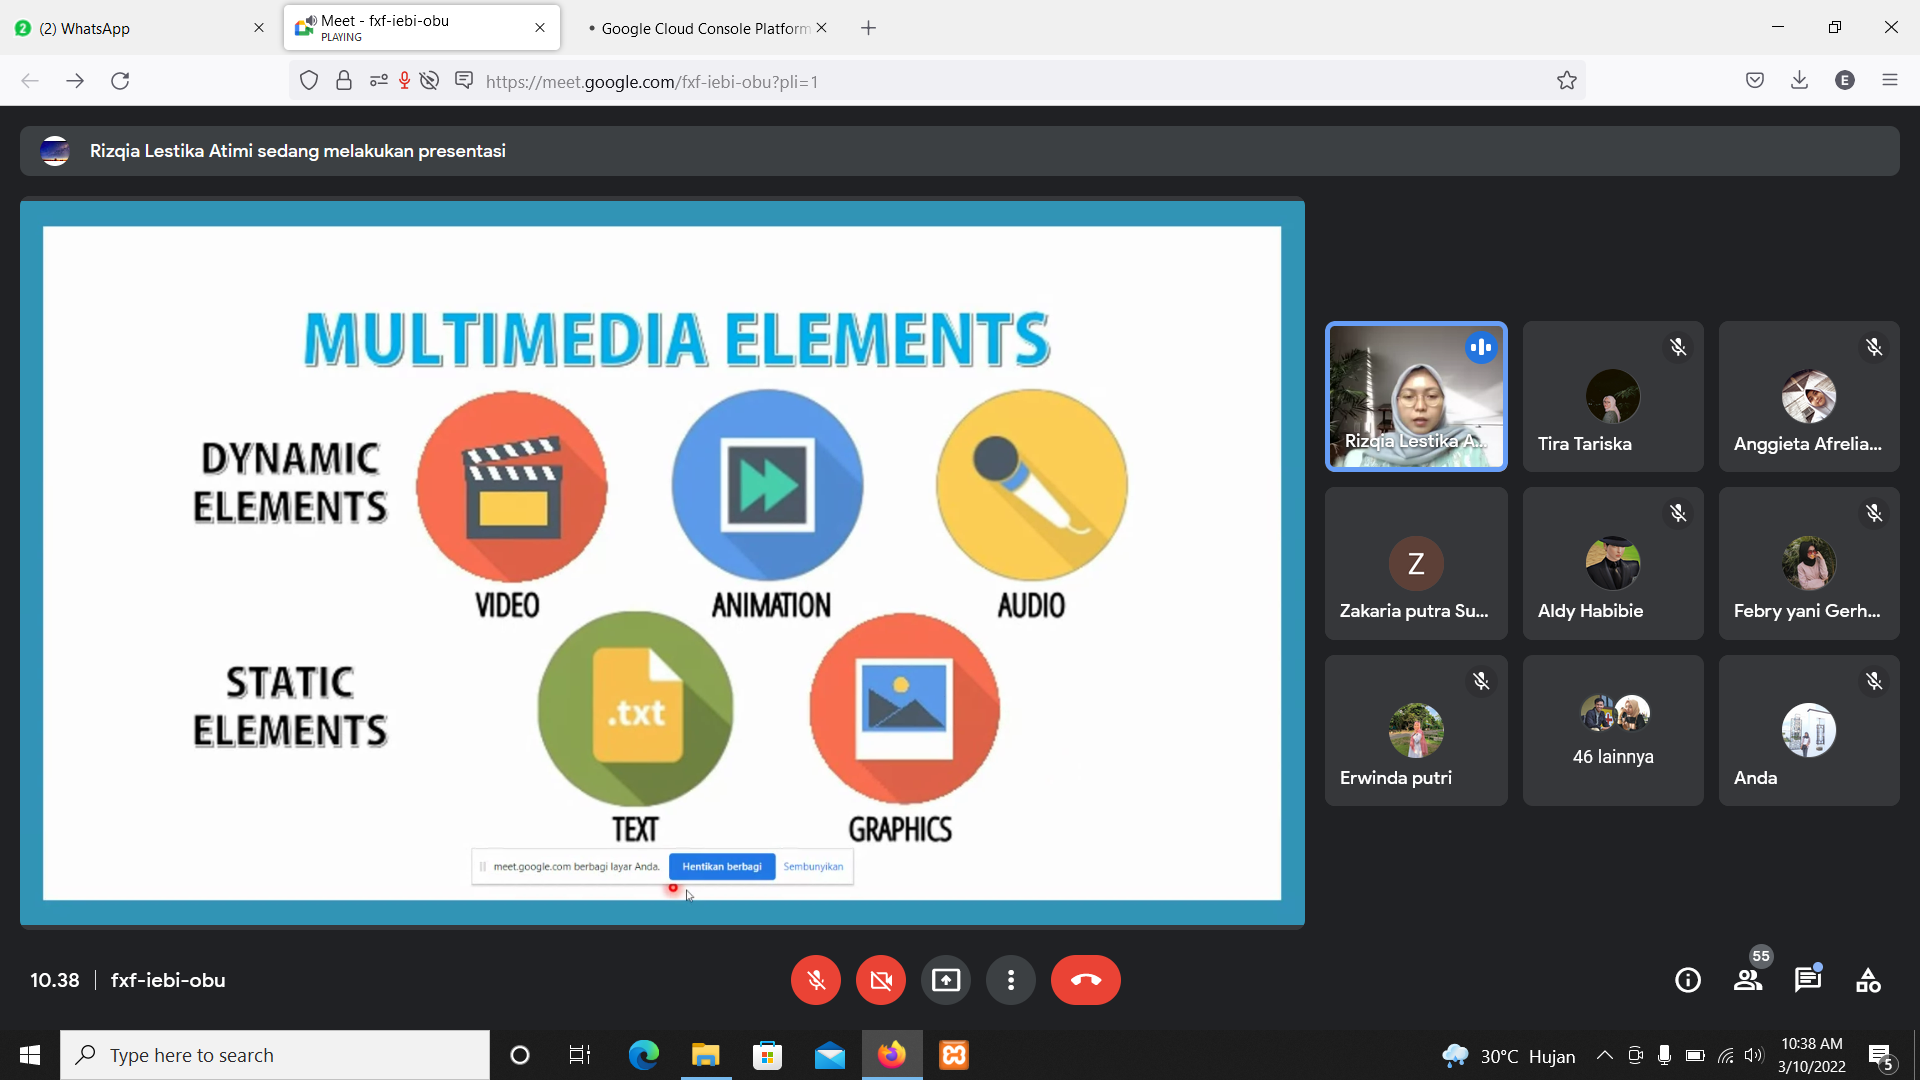 (2) WhatsApp
Meet - fxf-iebi-obu
PLAYING
Google Cloud Console Platform
https://meet.google.com/fxf-iebi-obu?pli=1
E
Rizqia Lestika Atimi sedang melakukan presentasi
MULTIMEDIA ELEMENTS
DYNAMIC
ELEMENTS
VIDEO
ANIMATION
AUDIO
STATIC
ELEMENTS
.txt
TEXT
GRAPHICS
meet.google.com berbagi layar Anda.
Hentikan berbagi
Sembunyikan
Rizqia Lestika A...
Tira Tariska
Anggieta Afrelia...
Z
Zakaria putra Su...
Aldy Habibie
Febry yani Gerh...
Erwinda putri
46 lainnya
Anda
10.38
fxf-iebi-obu
55
Type here to search
30°C Hujan
10:38 AM
3/10/2022
5